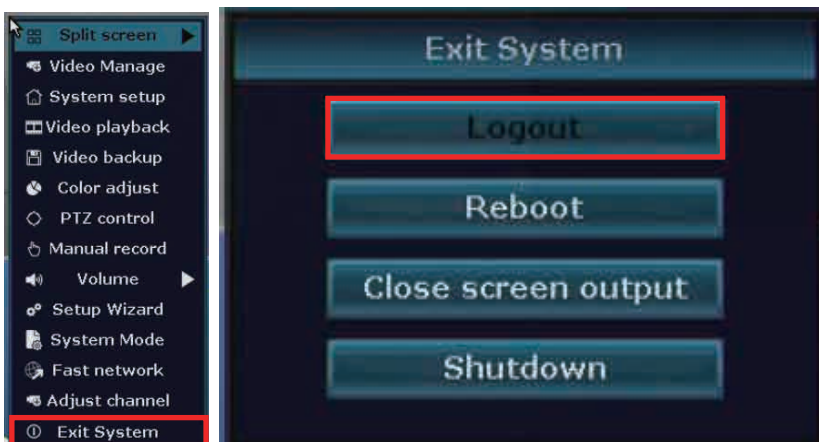 Split screen
Video Manage
System setup
Video playback
Video backup
Color adjust
PTZ control
Manual record
Volume
Setup Wizard
System Mode
Fast network
Adjust channel
Exit System
Exit System
Logout
Reboot
Close screen output
Shutdown